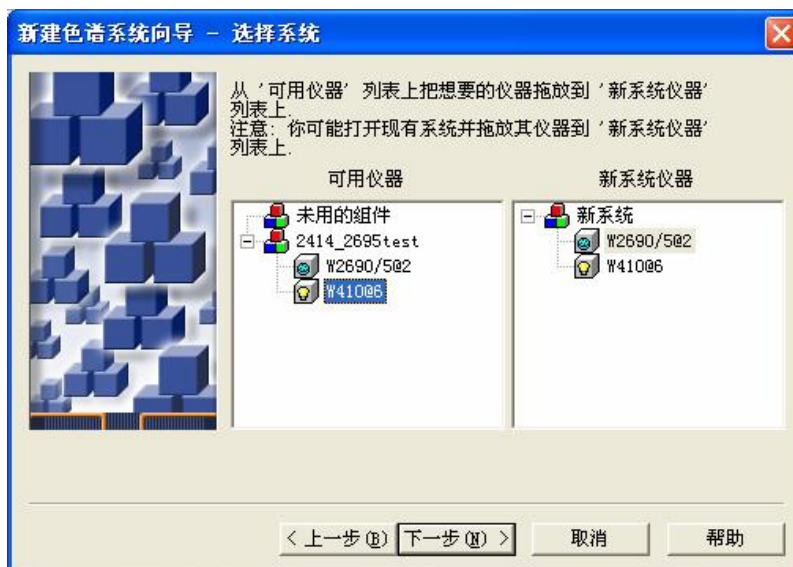 新建色谱系统向导 - 选择系统
从 '可用仪器' 列表上把想要的仪器拖放到 '新系统仪器'
列表上.
注意: 你可能打开现有系统并拖放其仪器到 '新系统仪器'
列表上.
可用仪器
新系统仪器
未用的组件
2414_2695test
W2690/5@2
W410@6
新系统
W2690/5@2
W410@6
< 上一步(B)
下一步(N) >
取消
帮助